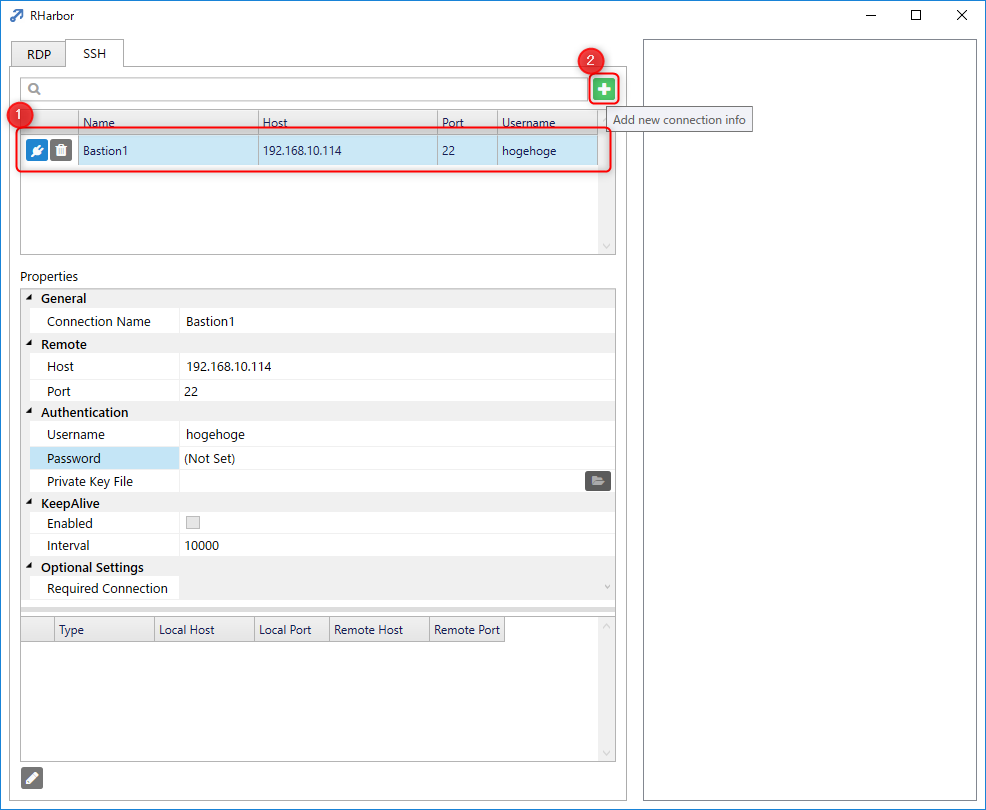 RHarbor
RDP SSH
2
1
Add new connection info
Name Host Port Username
Bastion1 192.168.10.114 22 hogehoge
Properties
General
Connection Name Bastion1
Remote
Host 192.168.10.114
Port 22
Authentication
Username hogehoge
Password (Not Set)
Private Key File
KeepAlive
Enabled
Interval 10000
Optional Settings
Required Connection
Type Local Host Local Port Remote Host Remote Port